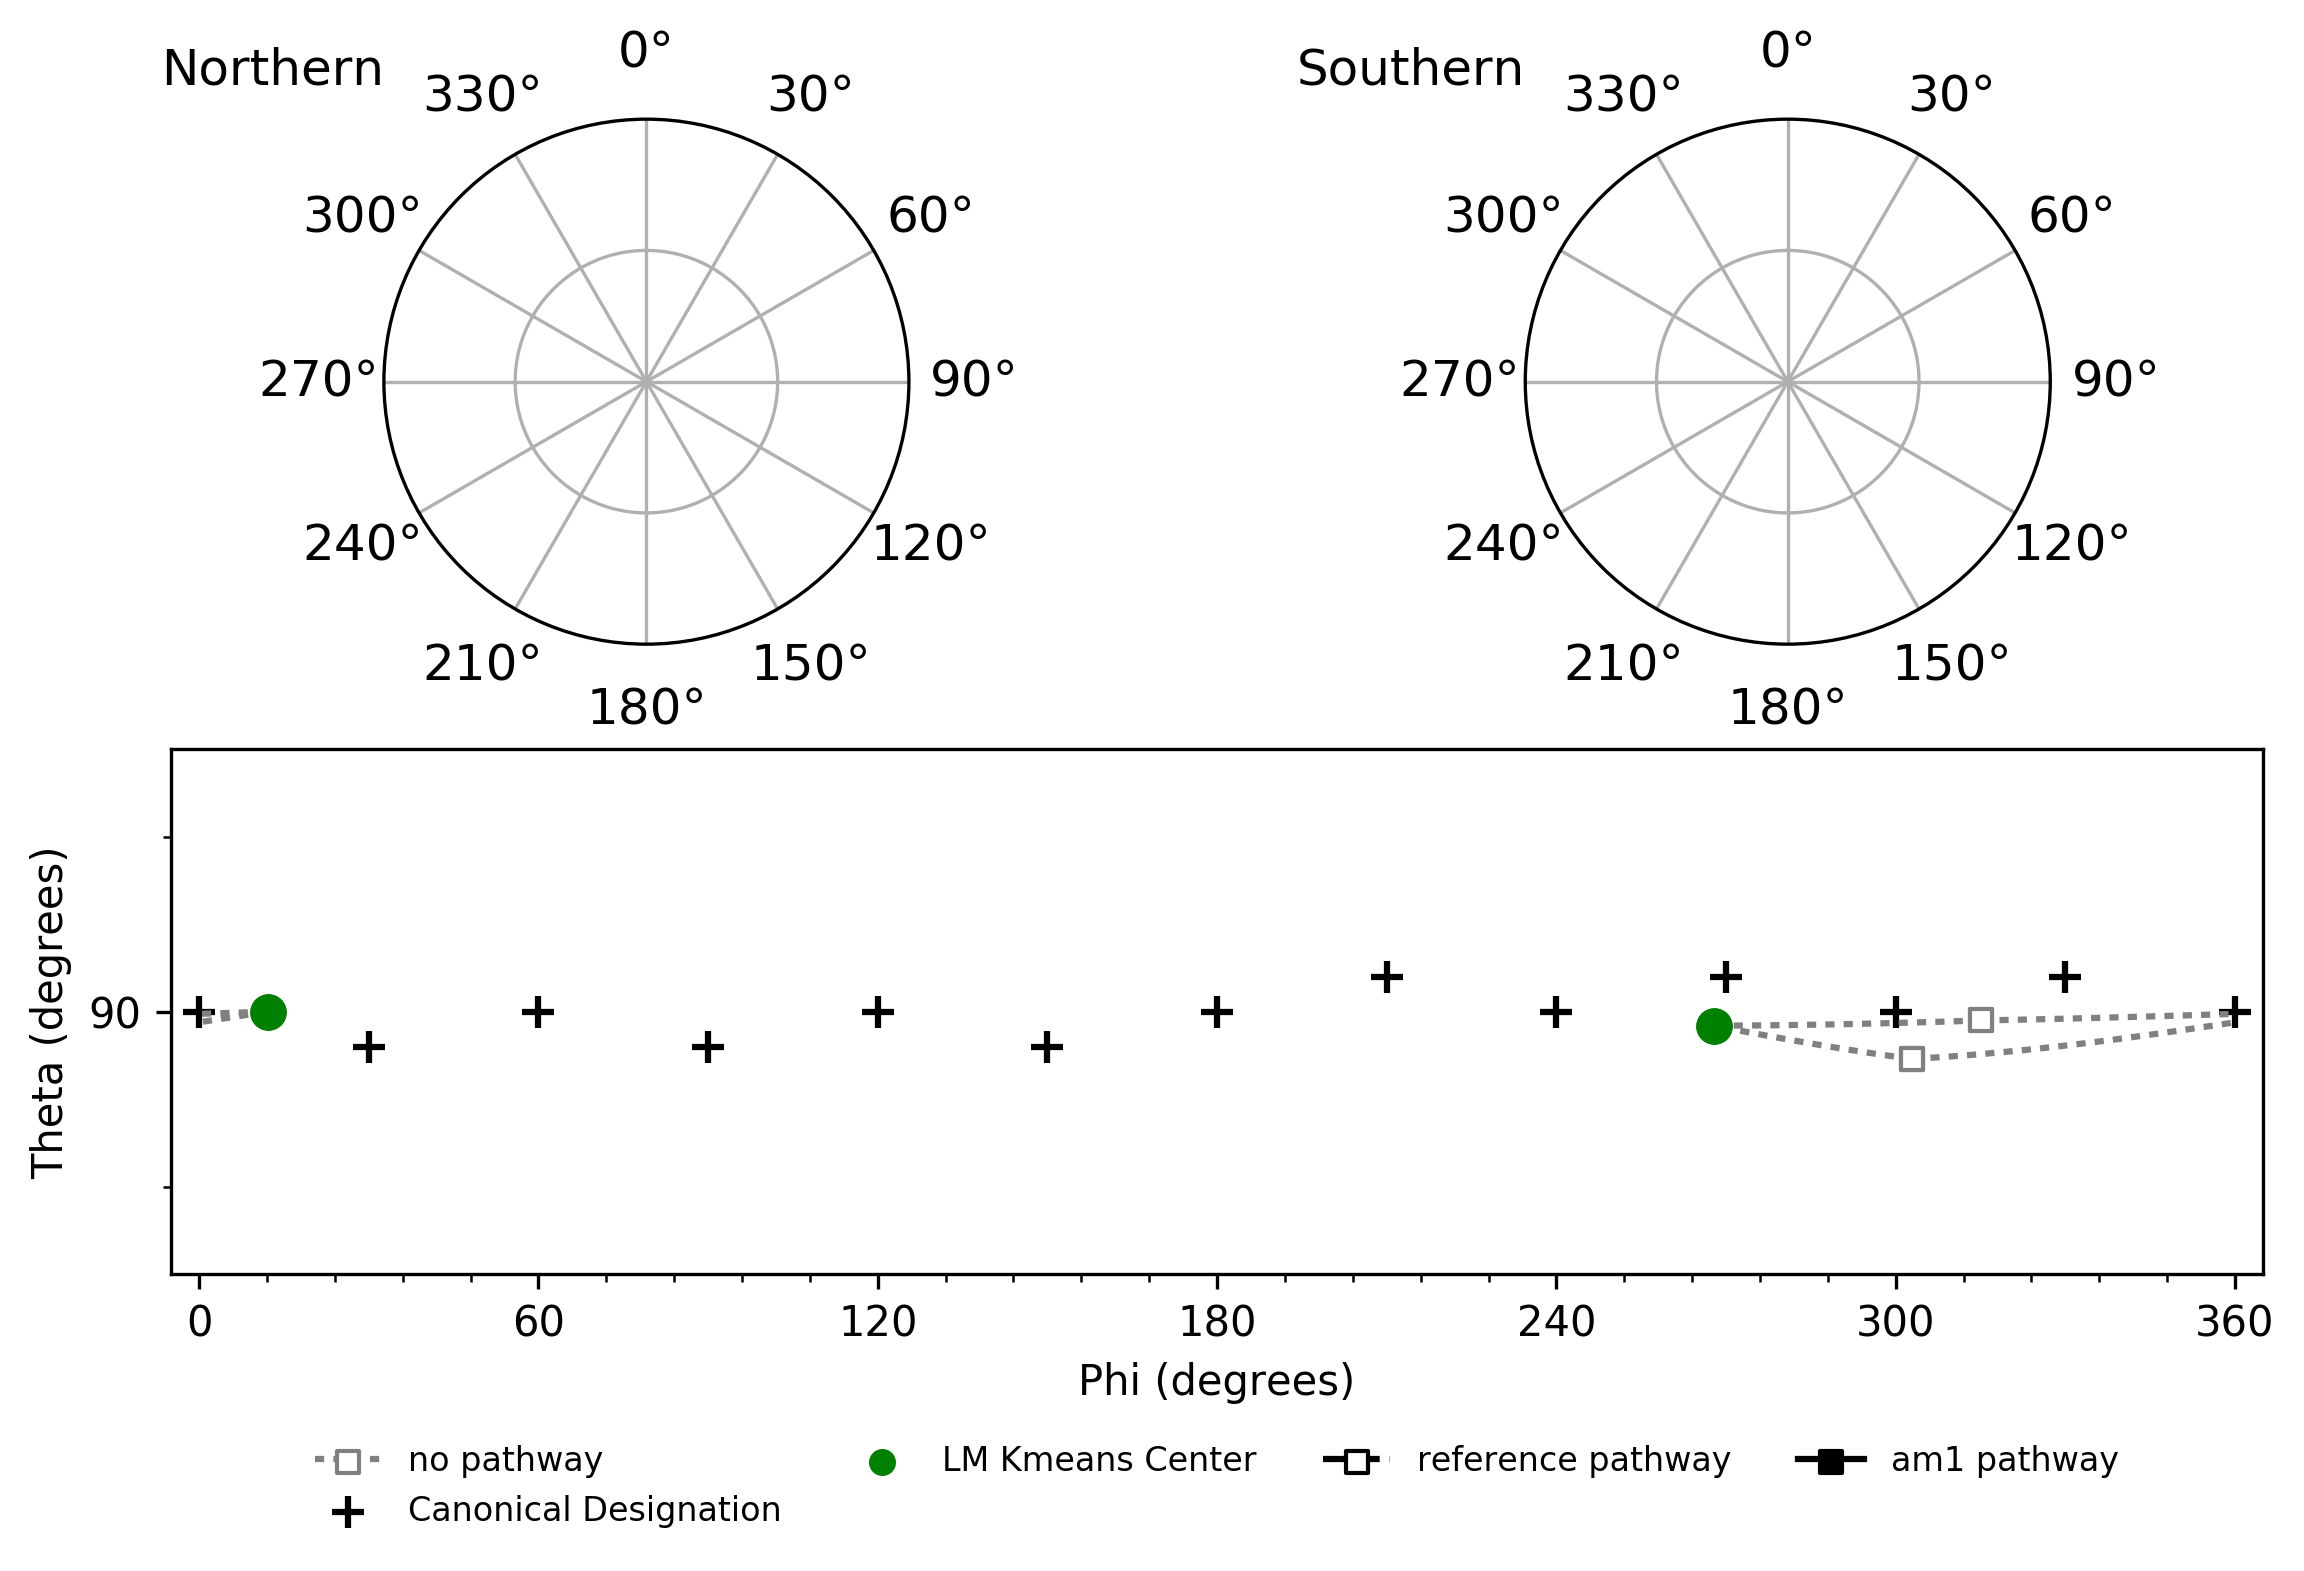 Northern
0°
30°
60°
90°
120°
150°
180°
210°
240°
270°
300°
330°
Southern
0°
30°
60°
90°
120°
150°
180°
210°
240°
270°
300°
330°
Theta (degrees)
90
0 60 120 180 240 300 360
Phi (degrees)
no pathway
Canonical Designation
LM Kmeans Center
reference pathway
am1 pathway